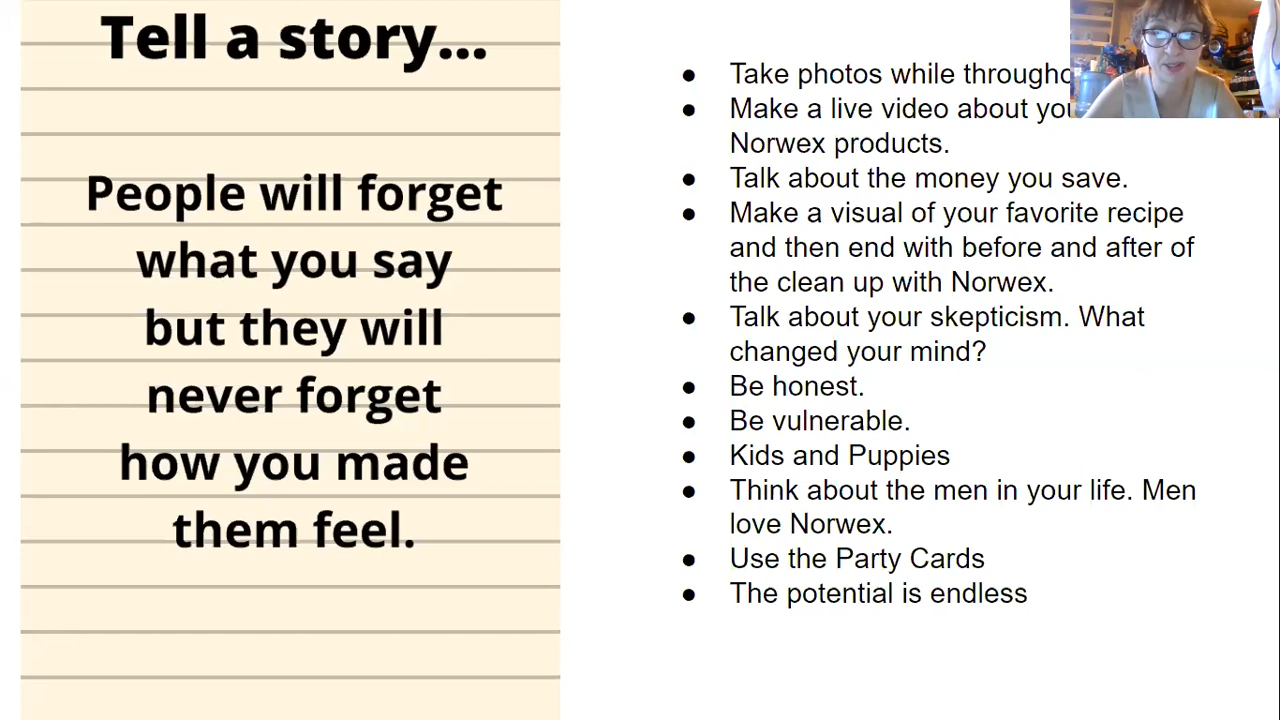 Tell a story...
People will forget
what you say
but they will
never forget
how you made
them feel.
● Take photos while
● Make a live video about
Norwex products.
● Talk about the money you save.
● Make a visual of your favorite recipe
and then end with before and after of
the clean up with Norwex.
● Talk about your skepticism. What
changed your mind?
● Be honest.
● Be vulnerable.
● Kids and Puppies
● Think about the men in your life. Men
love Norwex.
● Use the Party Cards
● The potential is endless